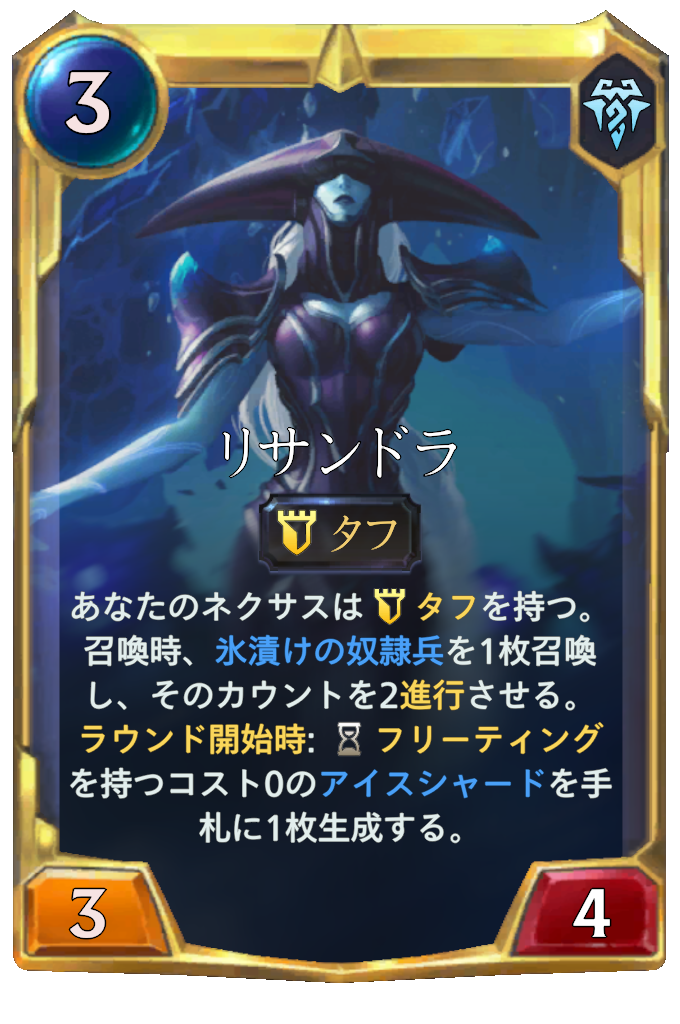 3
リサンドラ
タフ
あなたのネクサスは タフを持つ。
召喚時、氷漬けの奴隷兵を1枚召喚
し、そのカウントを2進行させる。
ラウンド開始時: フリーティング
を持つコスト0のアイスシャードを手
札に1枚生成する。
3
4